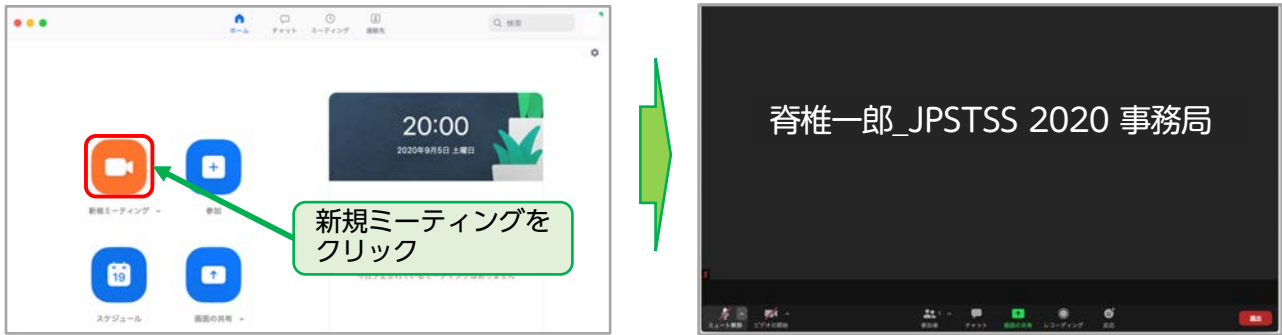 ホーム
チャット
ミーティング
連絡先
検索
20:00
2020年9月5日 土曜日
新規ミーティング
参加
新規ミーティングを
クリック
19
スケジュール
画面の共有
脊椎一郎_JPSTSS 2020 事務局
ミュート解除
ビデオの開始
1
参加者
チャット
画面の共有
レコーディング
反応
退出